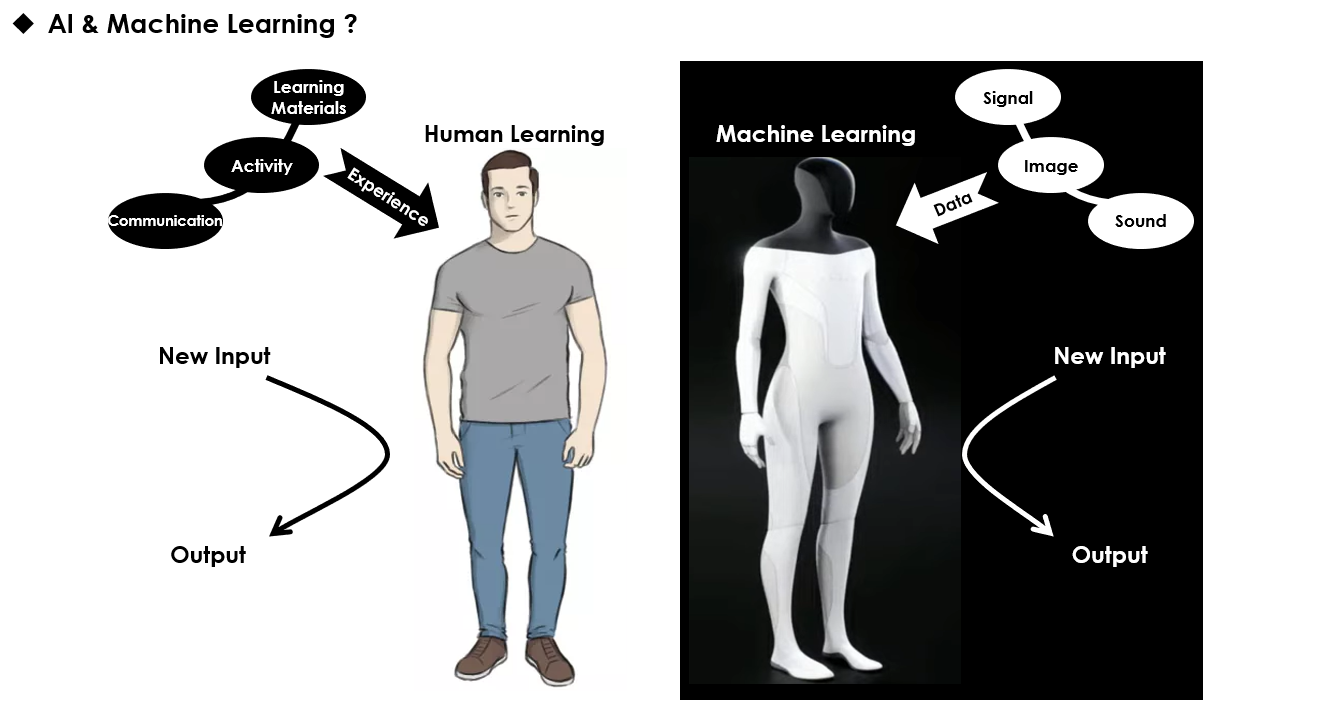 ◆ AI & Machine Learning ?
Learning
Materials
Activity
Communication
Experience
Human Learning
New Input
Output
Machine Learning
Signal
Image
Sound
Data
New Input
Output